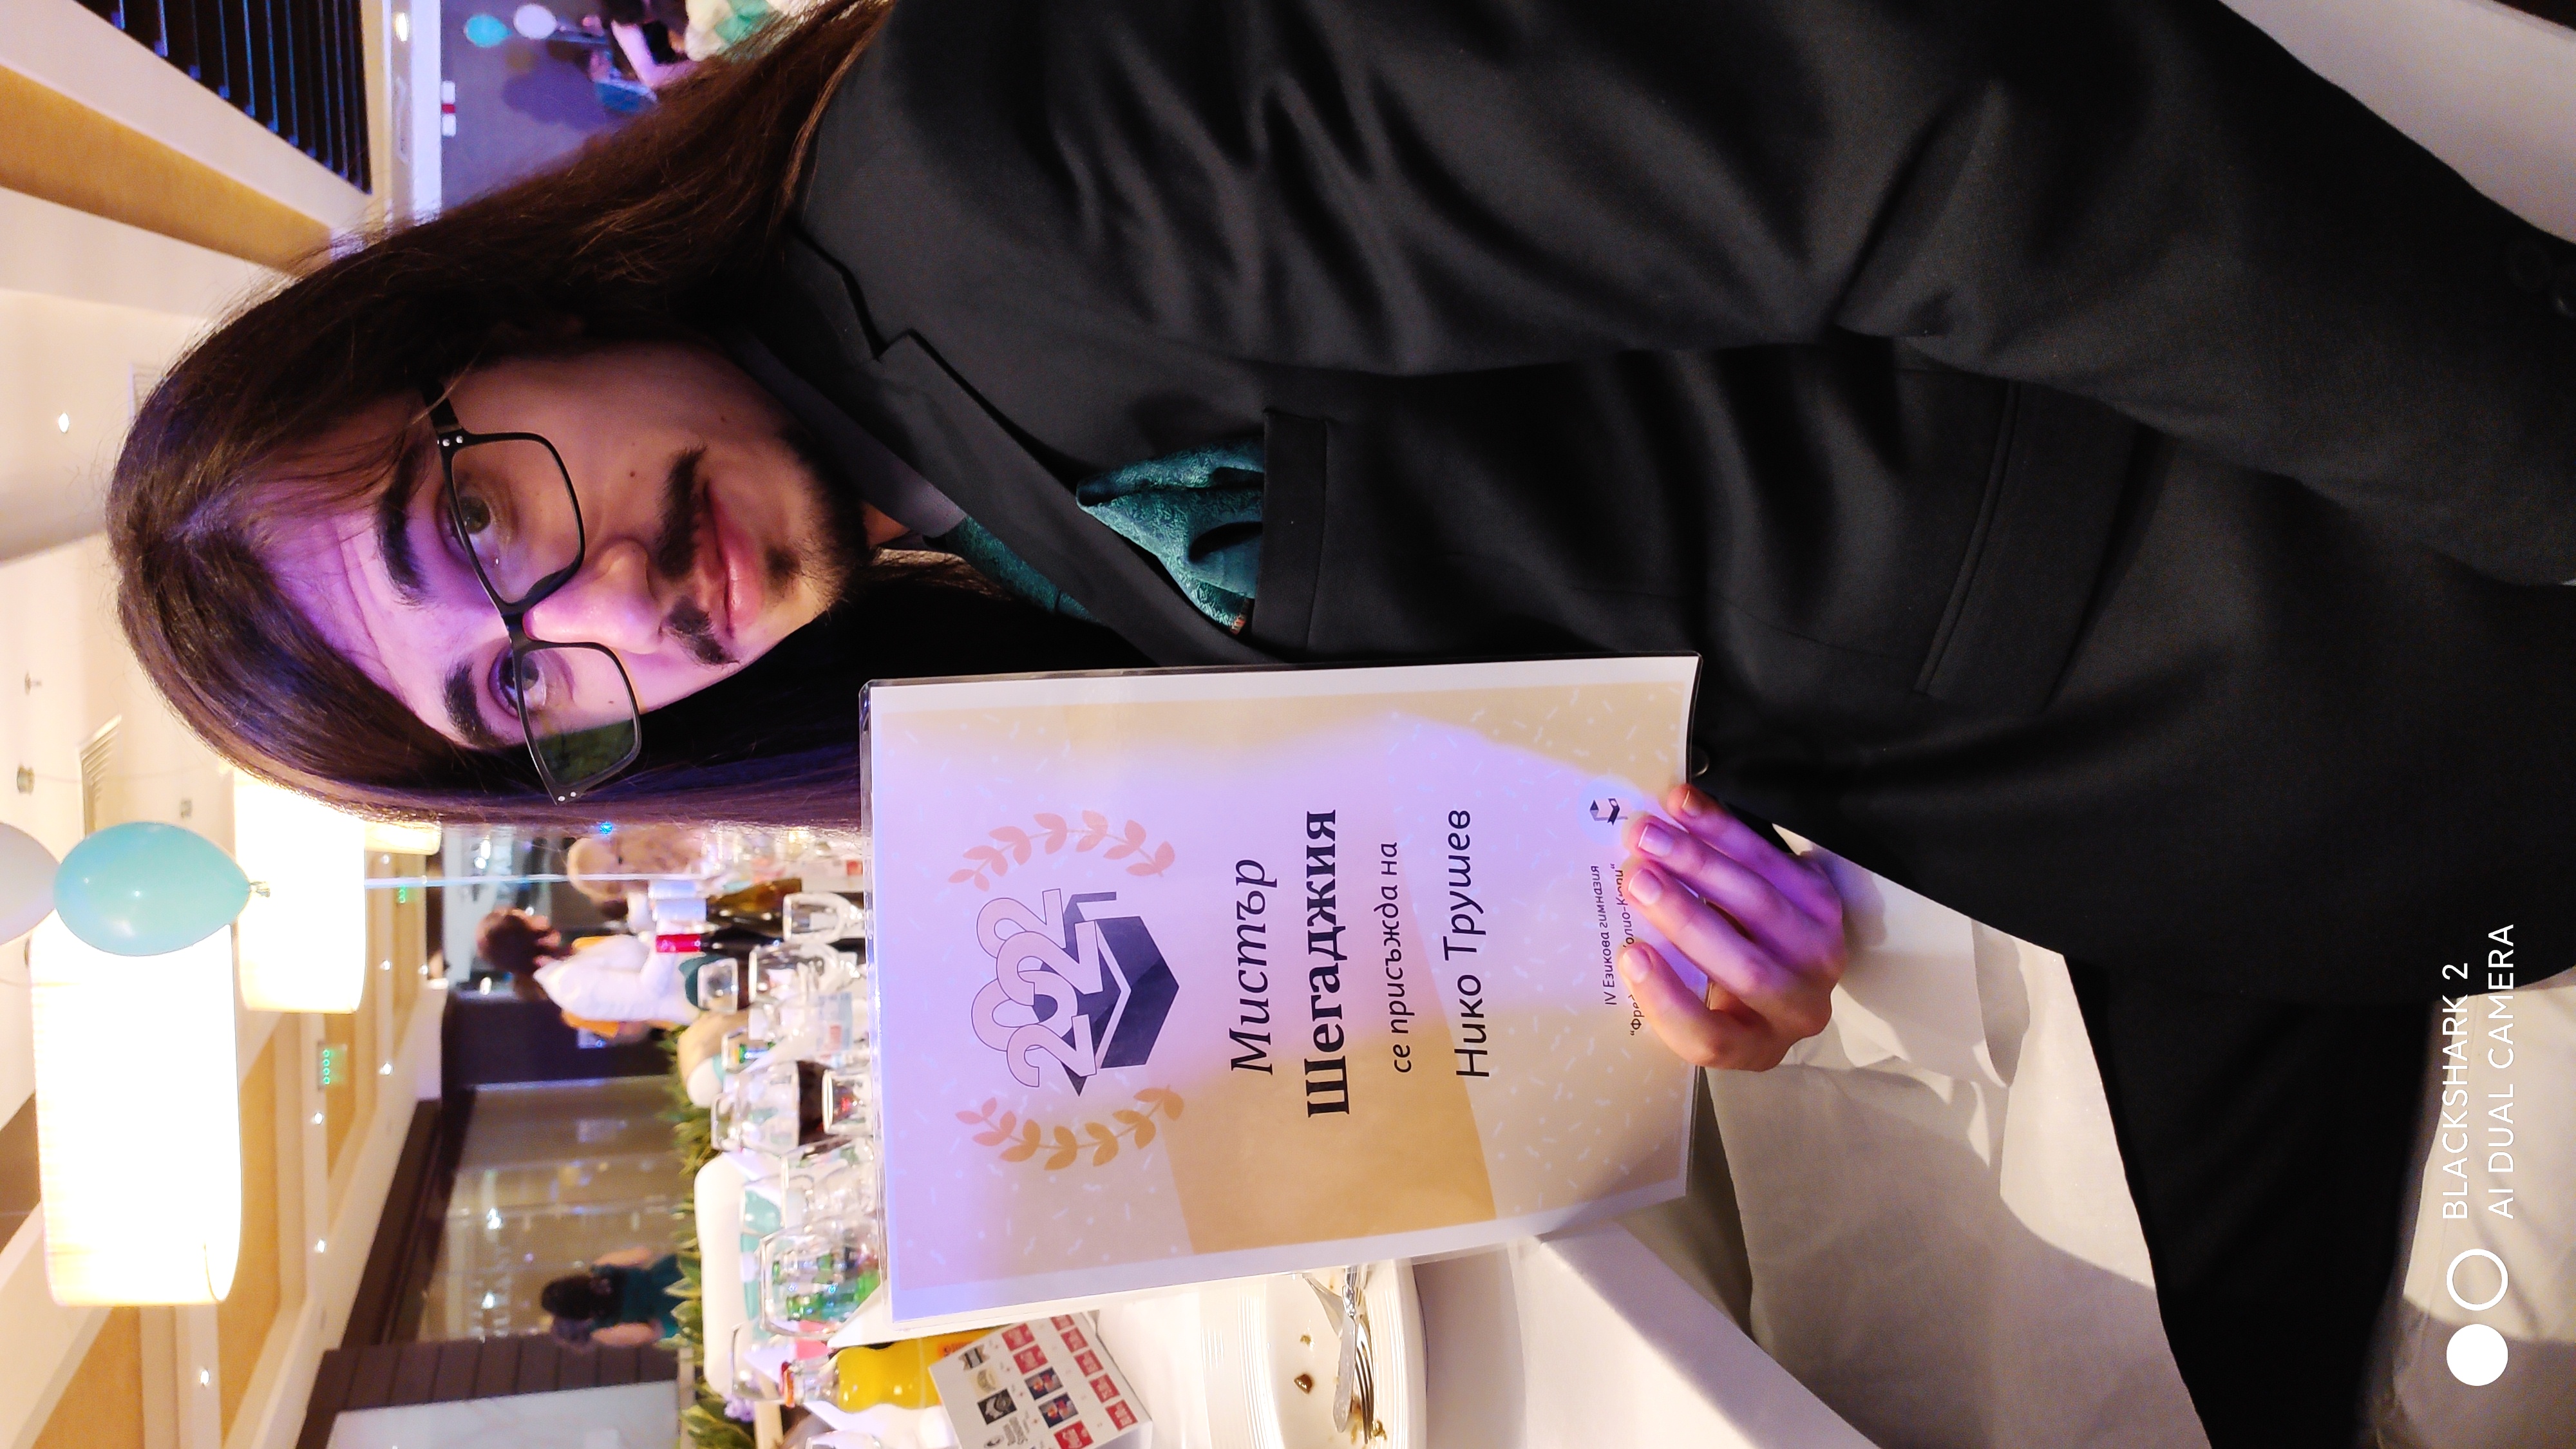 2022
Мистър
Шегаджия
се присъжда на
Нико Трушев
IV Езикова гимназия
BLACKSHARK 2
AI DUAL CAMERA